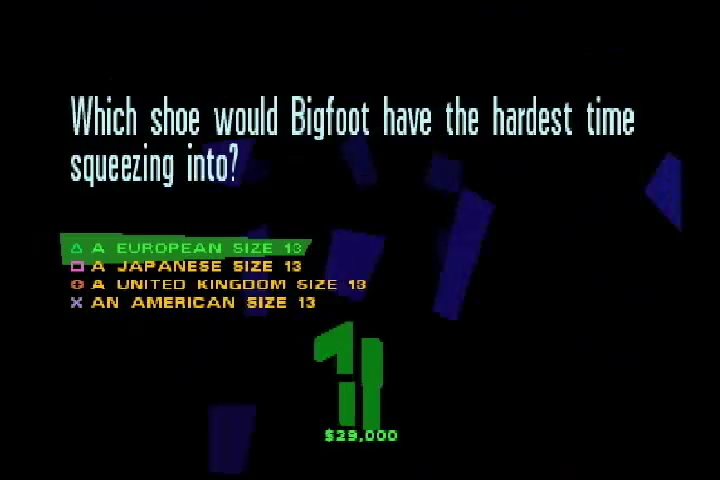 Which shoe would Bigfoot have the hardest time
squeezing into?
△ A EUROPEAN SIZE 13
□ A JAPANESE SIZE 13
○ A UNITED KINGDOM SIZE 13
X AN AMERICAN SIZE 13
11
$29,000